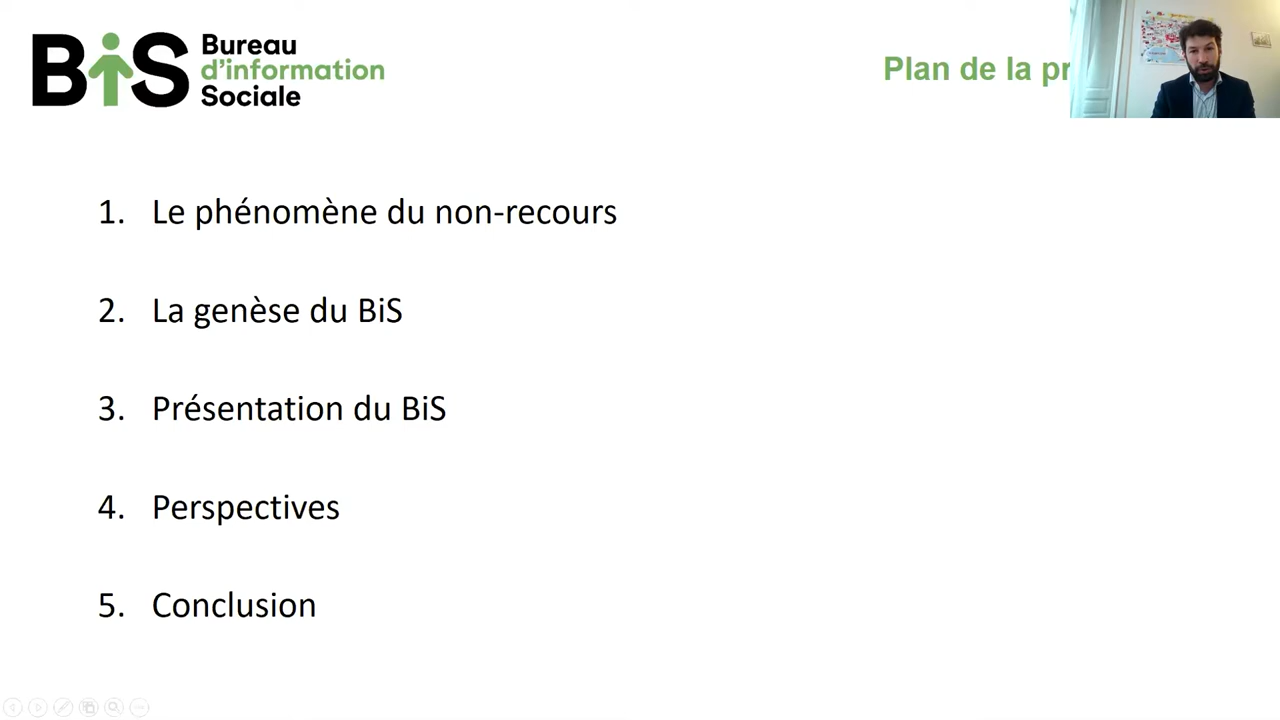 BiS
Bureau
d'information
Sociale
Plan de la pr
1. Le phénomène du non-recours
2. La genèse du BiS
3. Présentation du BiS
4. Perspectives
5. Conclusion